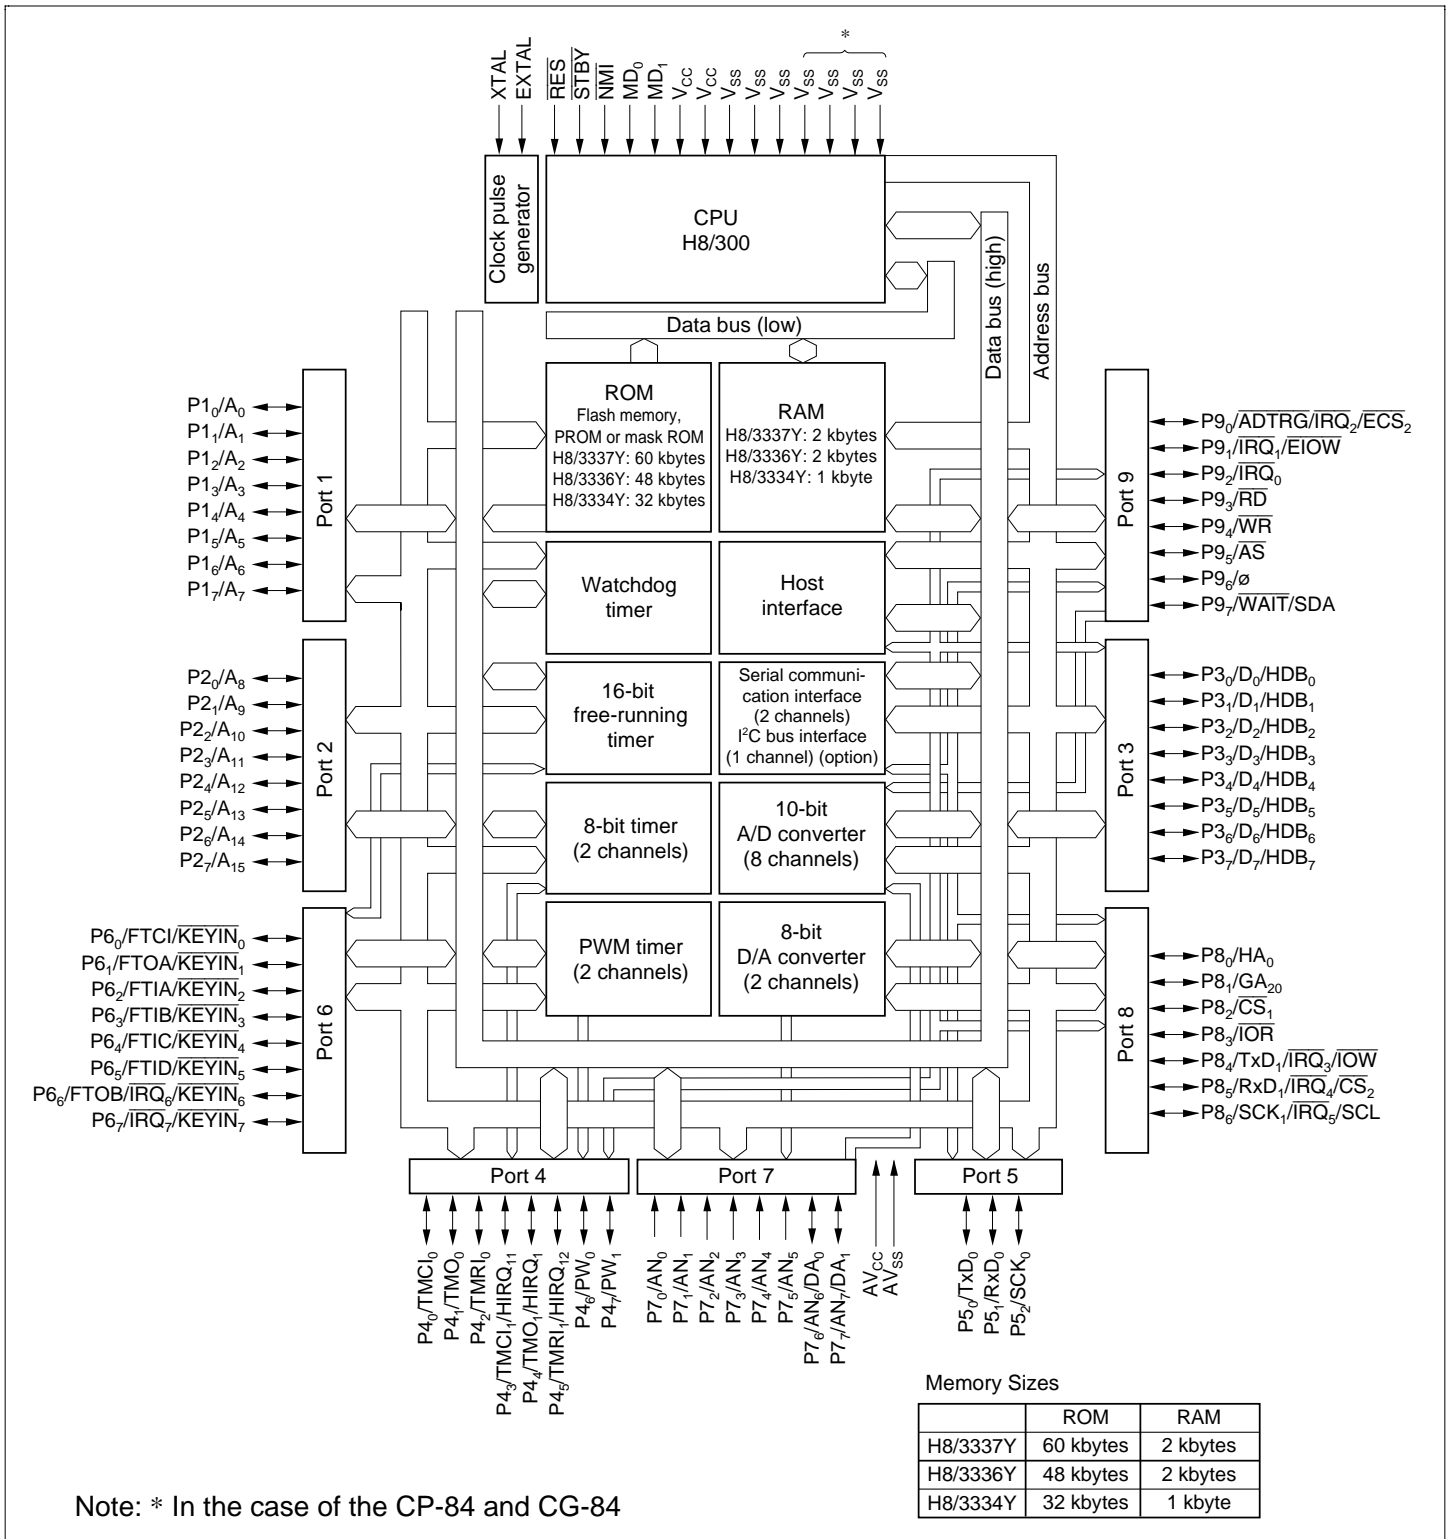 *
XTAL
EXTAL
RES
STBY
NMI
MD0
MD1
VCC
VCC
VSS
VSS
VSS
VSS
VSS
VSS
VSS
Clock pulse
generator
CPU
H8/300
Data bus (low)
Data bus (high)
Address bus
ROM
Flash memory,
PROM or mask ROM
H8/3337Y: 60 kbytes
H8/3336Y: 48 kbytes
H8/3334Y: 32 kbytes
RAM
H8/3337Y: 2 kbytes
H8/3336Y: 2 kbytes
H8/3334Y: 1 kbyte
Watchdog
timer
Host
interface
16-bit
free-running
timer
Serial communi-
cation interface
(2 channels)
I²C bus interface
(1 channel) (option)
8-bit timer
(2 channels)
10-bit
A/D converter
(8 channels)
PWM timer
(2 channels)
8-bit
D/A converter
(2 channels)
P10/A0
P11/A1
P12/A2
P13/A3
P14/A4
P15/A5
P16/A6
P17/A7
Port 1
P20/A8
P21/A9
P22/A10
P23/A11
P24/A12
P25/A13
P26/A14
P27/A15
Port 2
P60/FTCI/KEYIN0
P61/FTOA/KEYIN1
P62/FTIA/KEYIN2
P63/FTIB/KEYIN3
P64/FTIC/KEYIN4
P65/FTID/KEYIN5
P66/FTOB/IRQ6/KEYIN6
P67/IRQ7/KEYIN7
Port 6
Port 9
P90/ADTRG/IRQ2/ECS2
P91/IRQ1/EIOW
P92/IRQ0
P93/RD
P94/WR
P95/AS
P96/ø
P97/WAIT/SDA
Port 3
P30/D0/HDB0
P31/D1/HDB1
P32/D2/HDB2
P33/D3/HDB3
P34/D4/HDB4
P35/D5/HDB5
P36/D6/HDB6
P37/D7/HDB7
Port 8
P80/HA0
P81/GA20
P82/CS1
P83/IOR
P84/TxD1/IRQ3/IOW
P85/RxD1/IRQ4/CS2
P86/SCK1/IRQ5/SCL
Port 4
P40/TMCI0
P41/TMO0
P42/TMRI0
P43/TMCI1/HIRQ11
P44/TMO1/HIRQ1
P45/TMRI1/HIRQ12
P46/PW0
P47/PW1
Port 7
P70/AN0
P71/AN1
P72/AN2
P73/AN3
P74/AN4
P75/AN5
P76/AN6/DA0
P77/AN7/DA1
AVCC
AVSS
Port 5
P50/TxD0
P51/RxD0
P52/SCK0
Memory Sizes
ROM RAM
H8/3337Y 60 kbytes 2 kbytes
H8/3336Y 48 kbytes 2 kbytes
H8/3334Y 32 kbytes 1 kbyte
Note: * In the case of the CP-84 and CG-84